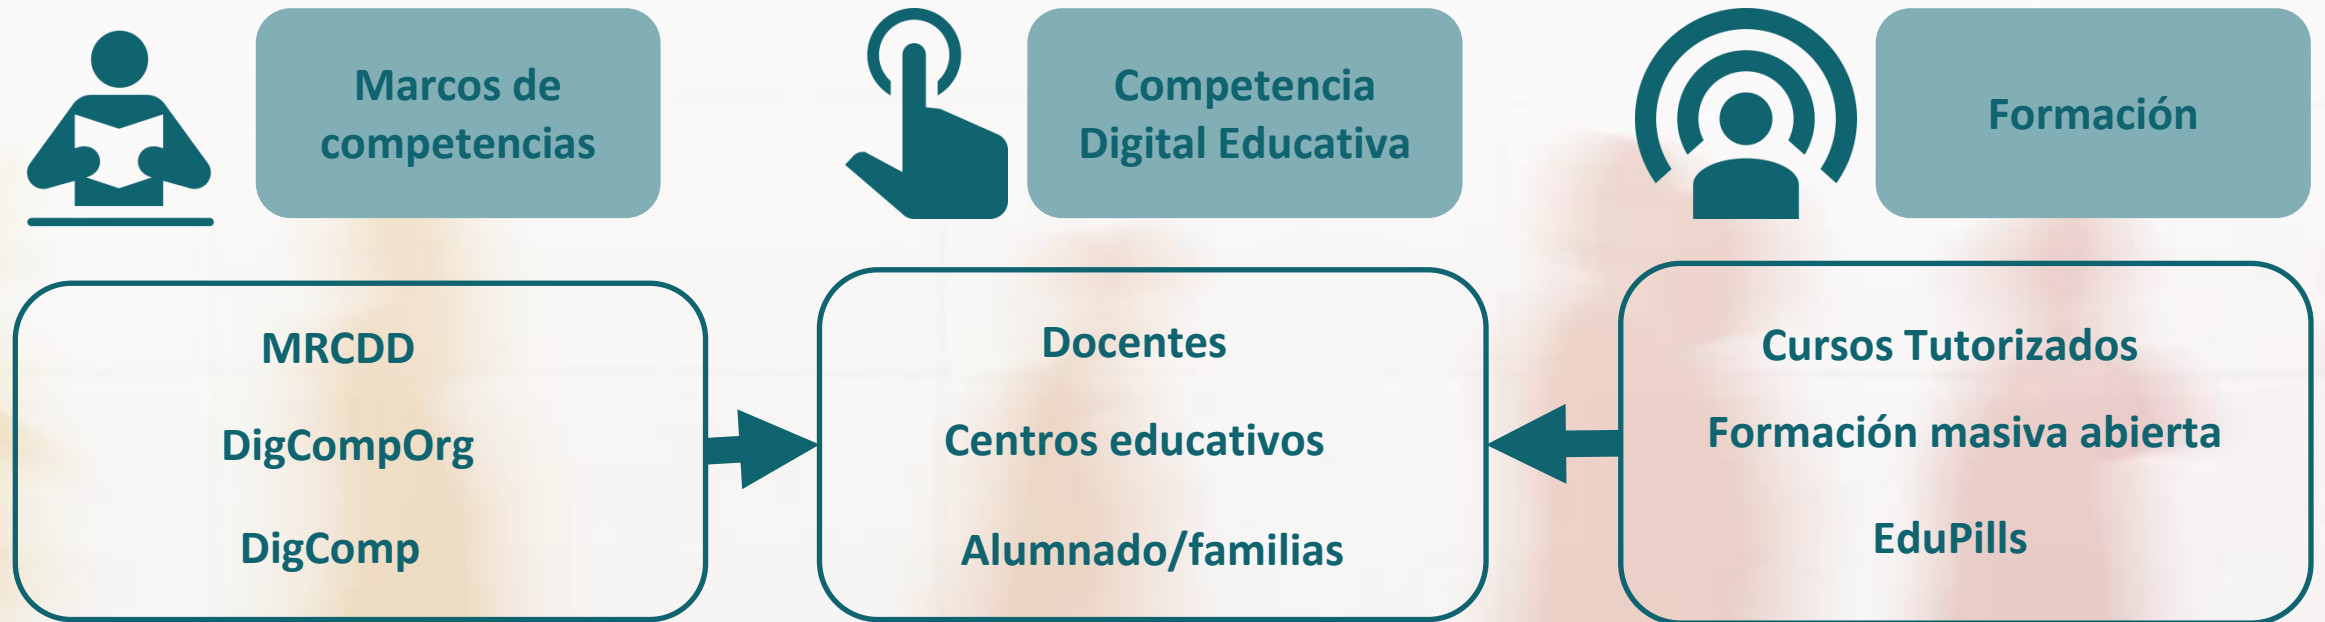 Marcos de
competencias
Competencia
Digital Educativa
Formación
MRCDD
DigCompOrg
DigComp
Docentes
Centros educativos
Alumnado/familias
Cursos Tutorizados
Formación masiva abierta
EduPills